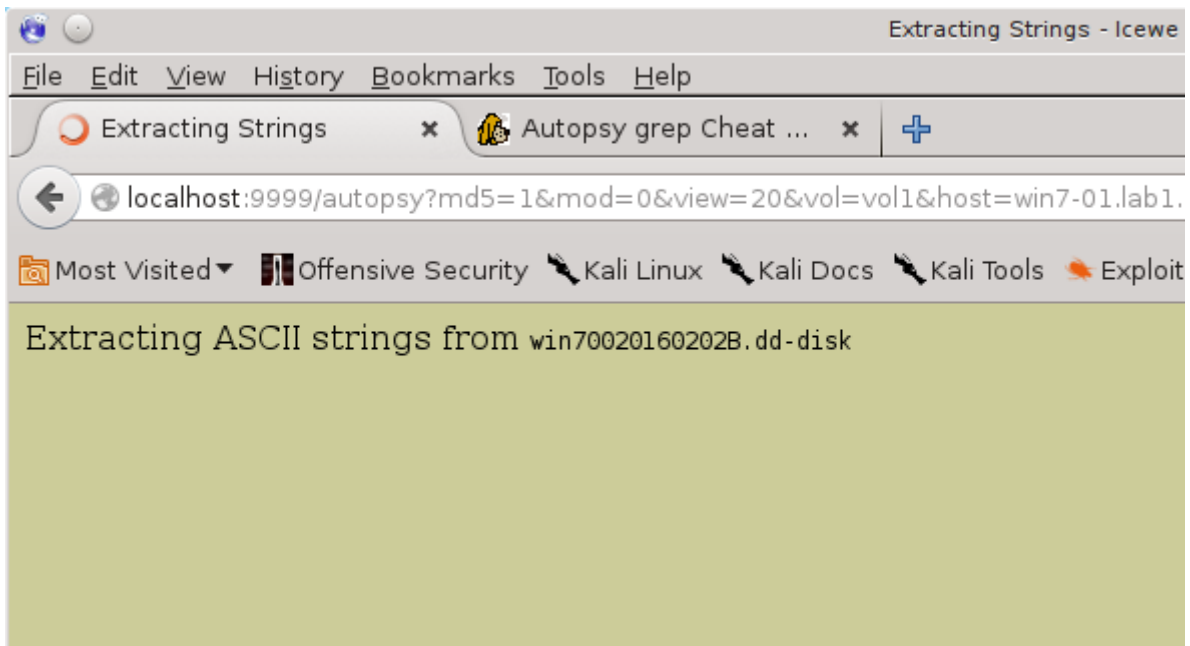 Extracting Strings - Icewe
File Edit View History Bookmarks Tools Help
Extracting Strings Autopsy grep Cheat ...
localhost:9999/autopsy?md5=1&mod=0&view=20&vol=vol1&host=win7-01.lab1.
Most Visited Offensive Security Kali Linux Kali Docs Kali Tools Exploit
Extracting ASCII strings from win70020160202B.dd-disk